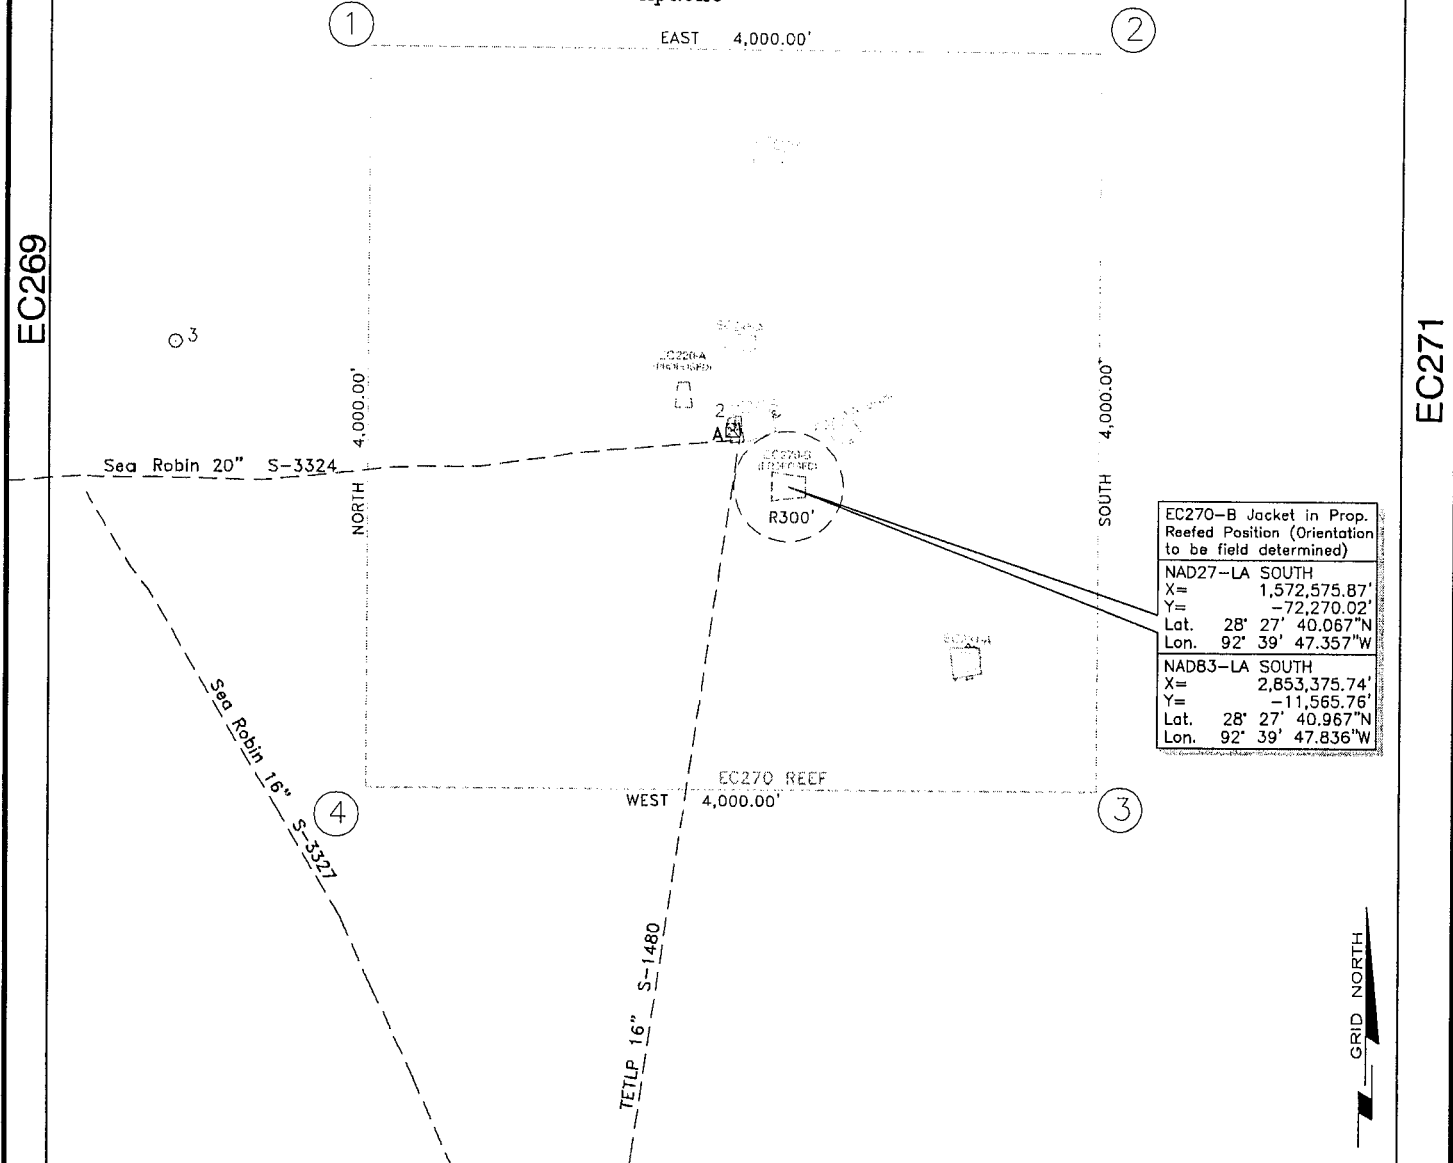 1
EAST 4,000.00'
2
EC269
3
EC220-A
(PROPOSED)
2
A
EC271
NORTH 4,000.00'
SOUTH 4,000.00'
Sea Robin 20" S-3324
EC270-B
(PROPOSED)
R300'
EC270-B Jacket in Prop.
Reefed Position (Orientation
to be field determined)
NAD27-LA SOUTH
X= 1,572,575.87'
Y= -72,270.02'
Lat. 28° 27' 40.067"N
Lon. 92° 39' 47.357"W
NAD83-LA SOUTH
X= 2,853,375.74'
Y= -11,565.76'
Lat. 28° 27' 40.967"N
Lon. 92° 39' 47.836"W
Sea Robin 16" S-3327
EC270 REEF
WEST 4,000.00'
4
3
TETLP 16" S-1480
GRID NORTH